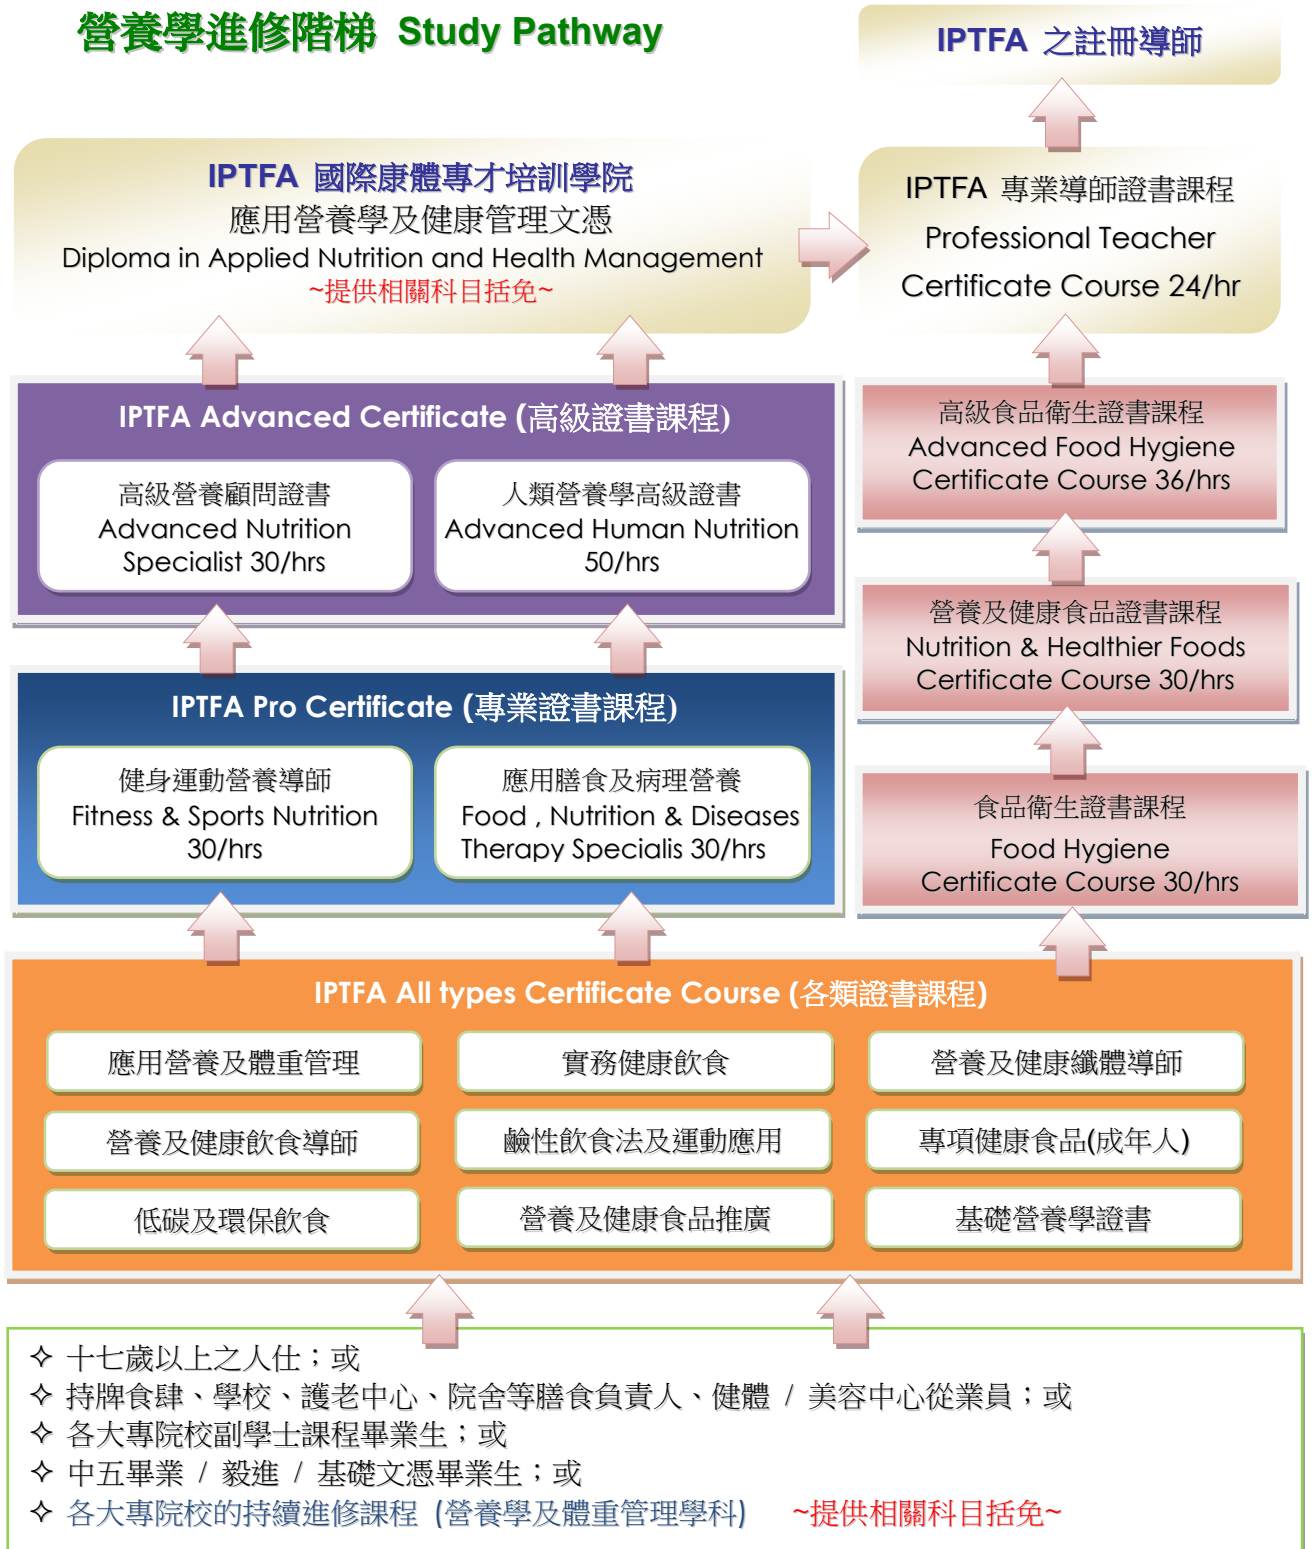 營養學進修階梯 Study Pathway
IPTFA 之註冊導師
IPTFA 國際康體專才培訓學院
應用營養學及健康管理文憑
Diploma in Applied Nutrition and Health Management
~提供相關科目括免~
IPTFA 專業導師證書課程
Professional Teacher
Certificate Course 24/hr
IPTFA Advanced Certificate (高級證書課程)
高級營養顧問證書
Advanced Nutrition
Specialist 30/hrs
人類營養學高級證書
Advanced Human Nutrition
50/hrs
高級食品衛生證書課程
Advanced Food Hygiene
Certificate Course 36/hrs
營養及健康食品證書課程
Nutrition & Healthier Foods
Certificate Course 30/hrs
IPTFA Pro Certificate (專業證書課程)
健身運動營養導師
Fitness & Sports Nutrition
30/hrs
應用膳食及病理營養
Food , Nutrition & Diseases
Therapy Specialis 30/hrs
食品衛生證書課程
Food Hygiene
Certificate Course 30/hrs
IPTFA All types Certificate Course (各類證書課程)
應用營養及體重管理
實務健康飲食
營養及健康纖體導師
營養及健康飲食導師
鹼性飲食法及運動應用
專項健康食品(成年人)
低碳及環保飲食
營養及健康食品推廣
基礎營養學證書
✧ 十七歲以上之人仕；或
✧ 持牌食肆、學校、護老中心、院舍等膳食負責人、健體 / 美容中心從業員；或
✧ 各大專院校副學士課程畢業生；或
✧ 中五畢業 / 毅進 / 基礎文憑畢業生；或
✧ 各大專院校的持續進修課程 (營養學及體重管理學科) ~提供相關科目括免~